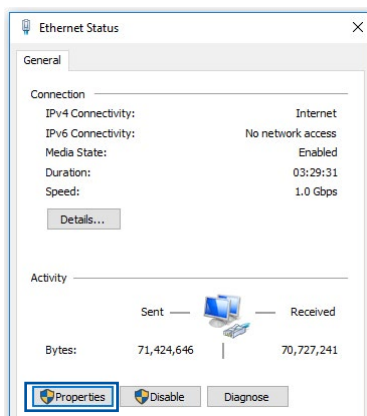 Ethernet Status
General
Connection
IPv4 Connectivity: Internet
IPv6 Connectivity: No network access
Media State: Enabled
Duration: 03:29:31
Speed: 1.0 Gbps
Details...
Activity
Sent Received
Bytes: 71,424,646 70,727,241
Properties Disable Diagnose